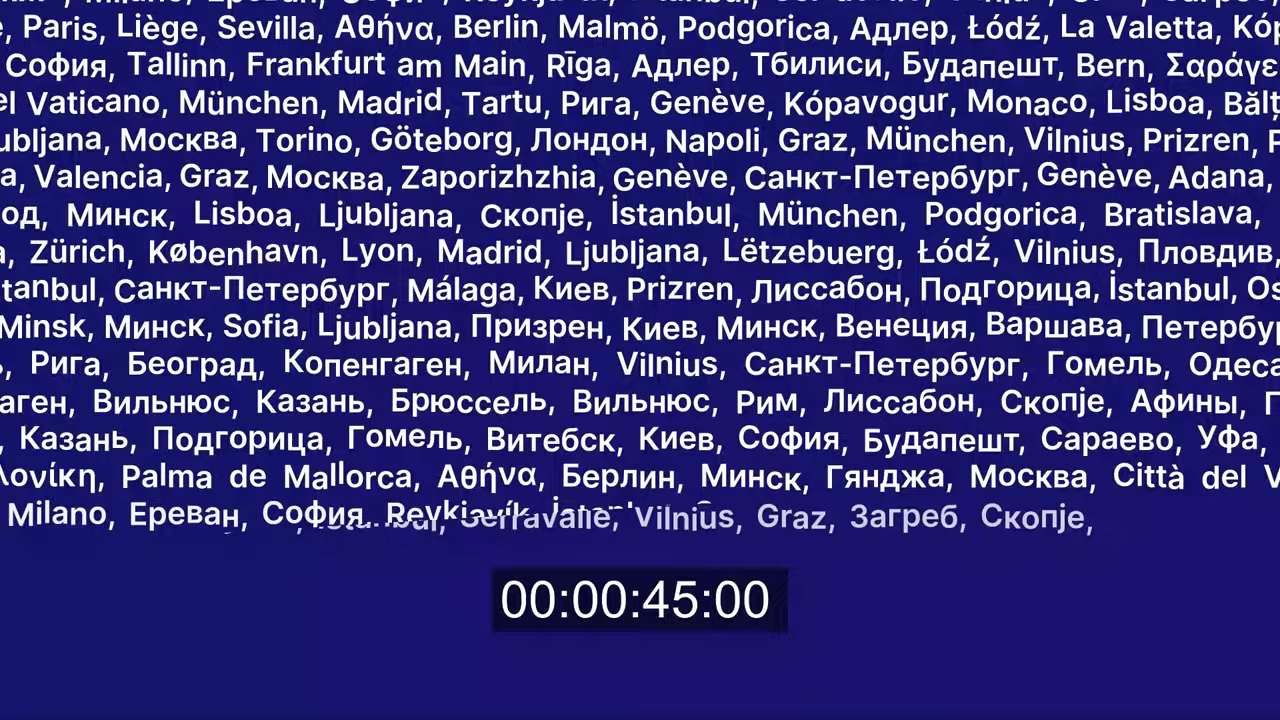 Paris, Liège, Sevilla, Αθήνα, Berlin, Malmö, Podgorica, Адлер, Łódź, La Valetta,
София, Tallinn, Frankfurt am Main, Rīga, Адлер, Тбилиси, Будапешт, Bern,
Vaticano, München, Madrid, Tartu, Рига, Genève, Kópavogur, Monaco, Lisboa,
Москва, Torino, Göteborg, Лондон, Napoli, Graz, München, Vilnius, Prizren,
Valencia, Graz, Москва, Zaporizhzhia, Genève, Санкт-Петербург, Genève, Adana,
Минск, Lisboa, Ljubljana, Скопје, İstanbul, München, Podgorica, Bratislava,
Zürich, København, Lyon, Madrid, Ljubljana, Lëtzebuerg, Łódź, Vilnius, Пловдив,
Санкт-Петербург, Málaga, Киев, Prizren, Лиссабон, Подгорица, İstanbul,
Minsk, Минск, Sofia, Ljubljana, Призрен, Киев, Минск, Венеция, Варшава,
Рига, Београд, Копенгаген, Милан, Vilnius, Санкт-Петербург, Гомель,
Вильнюс, Казань, Брюссель, Вильнюс, Рим, Лиссабон, Скопје, Афины,
Казань, Подгорица, Гомель, Витебск, Киев, София, Будапешт, Сараево, Уфа,
Palma de Mallorca, Αθήνα, Берлин, Минск, Гянджа, Москва, Città del
Milano, Ереван, София, Vilnius, Graz, Загреб, Скопје,
00:00:45:00